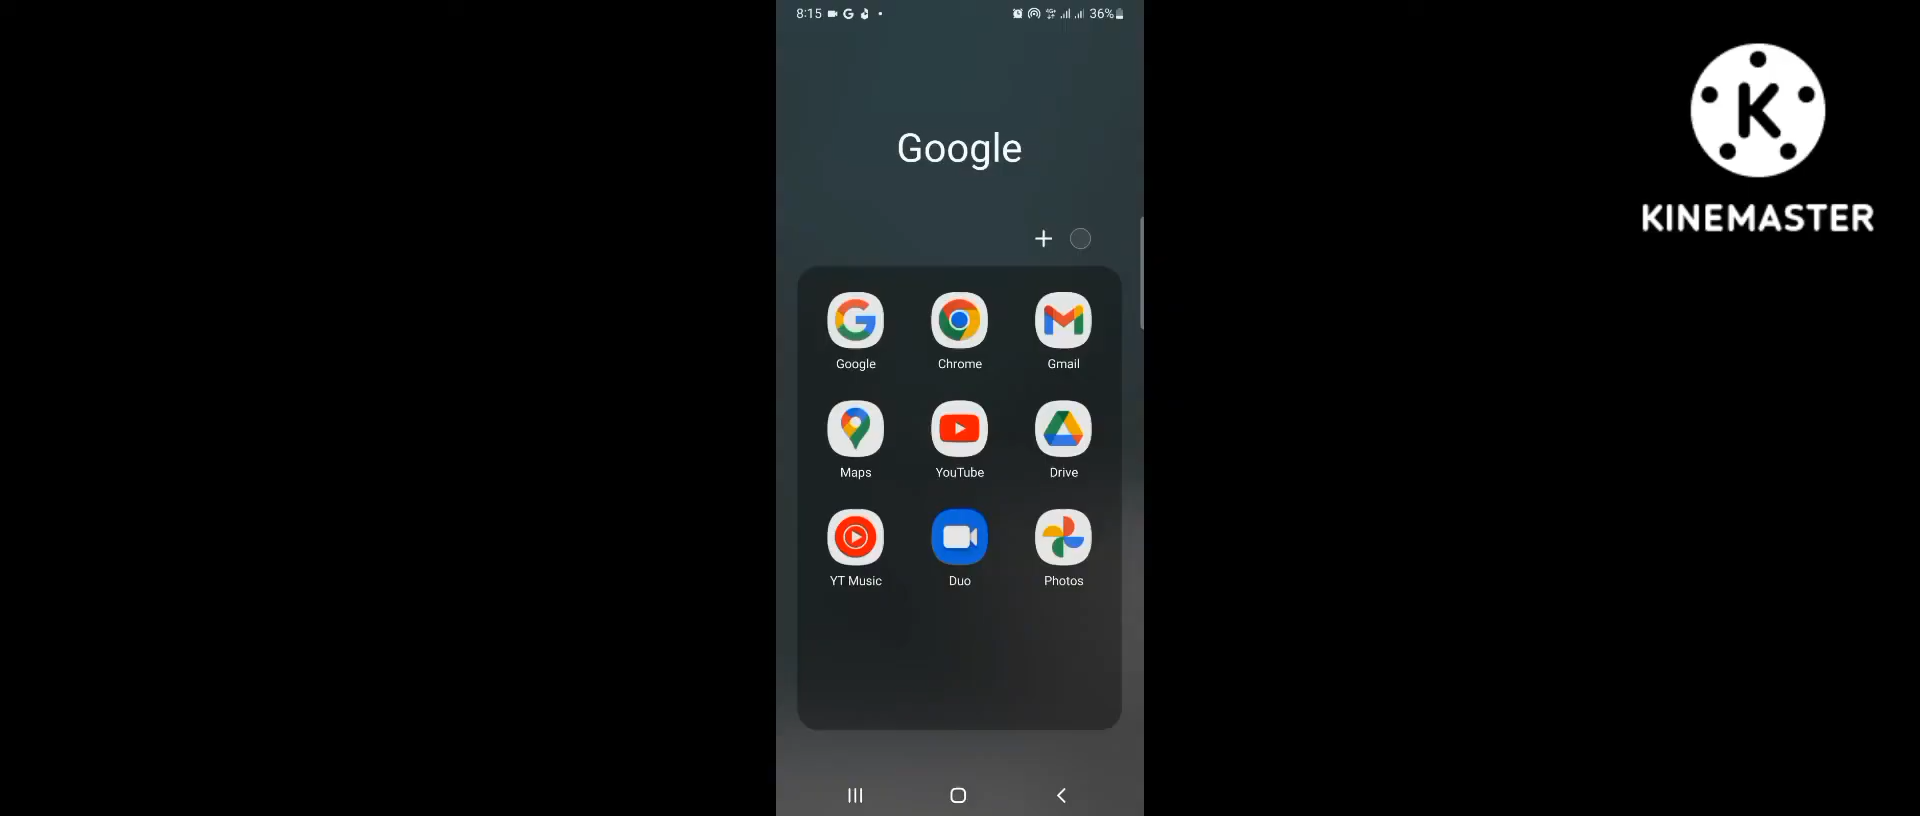 8:15
36%
KINEMASTER
Google
Google Chrome Gmail
Maps YouTube Drive
YT Music Duo Photos